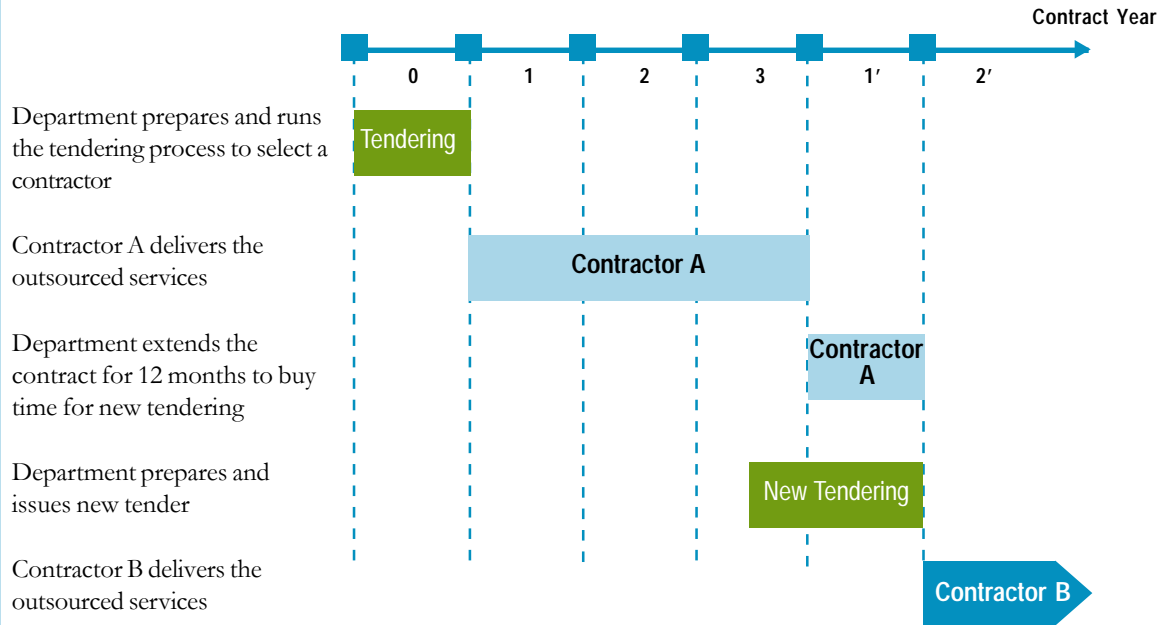 Contract Year
0 1 2 3 1′ 2′
Department prepares and runs
the tendering process to select a
contractor
Tendering
Contractor A delivers the
outsourced services
Contractor A
Department extends the
contract for 12 months to buy
time for new tendering
Contractor
A
Department prepares and
issues new tender
New Tendering
Contractor B delivers the
outsourced services
Contractor B